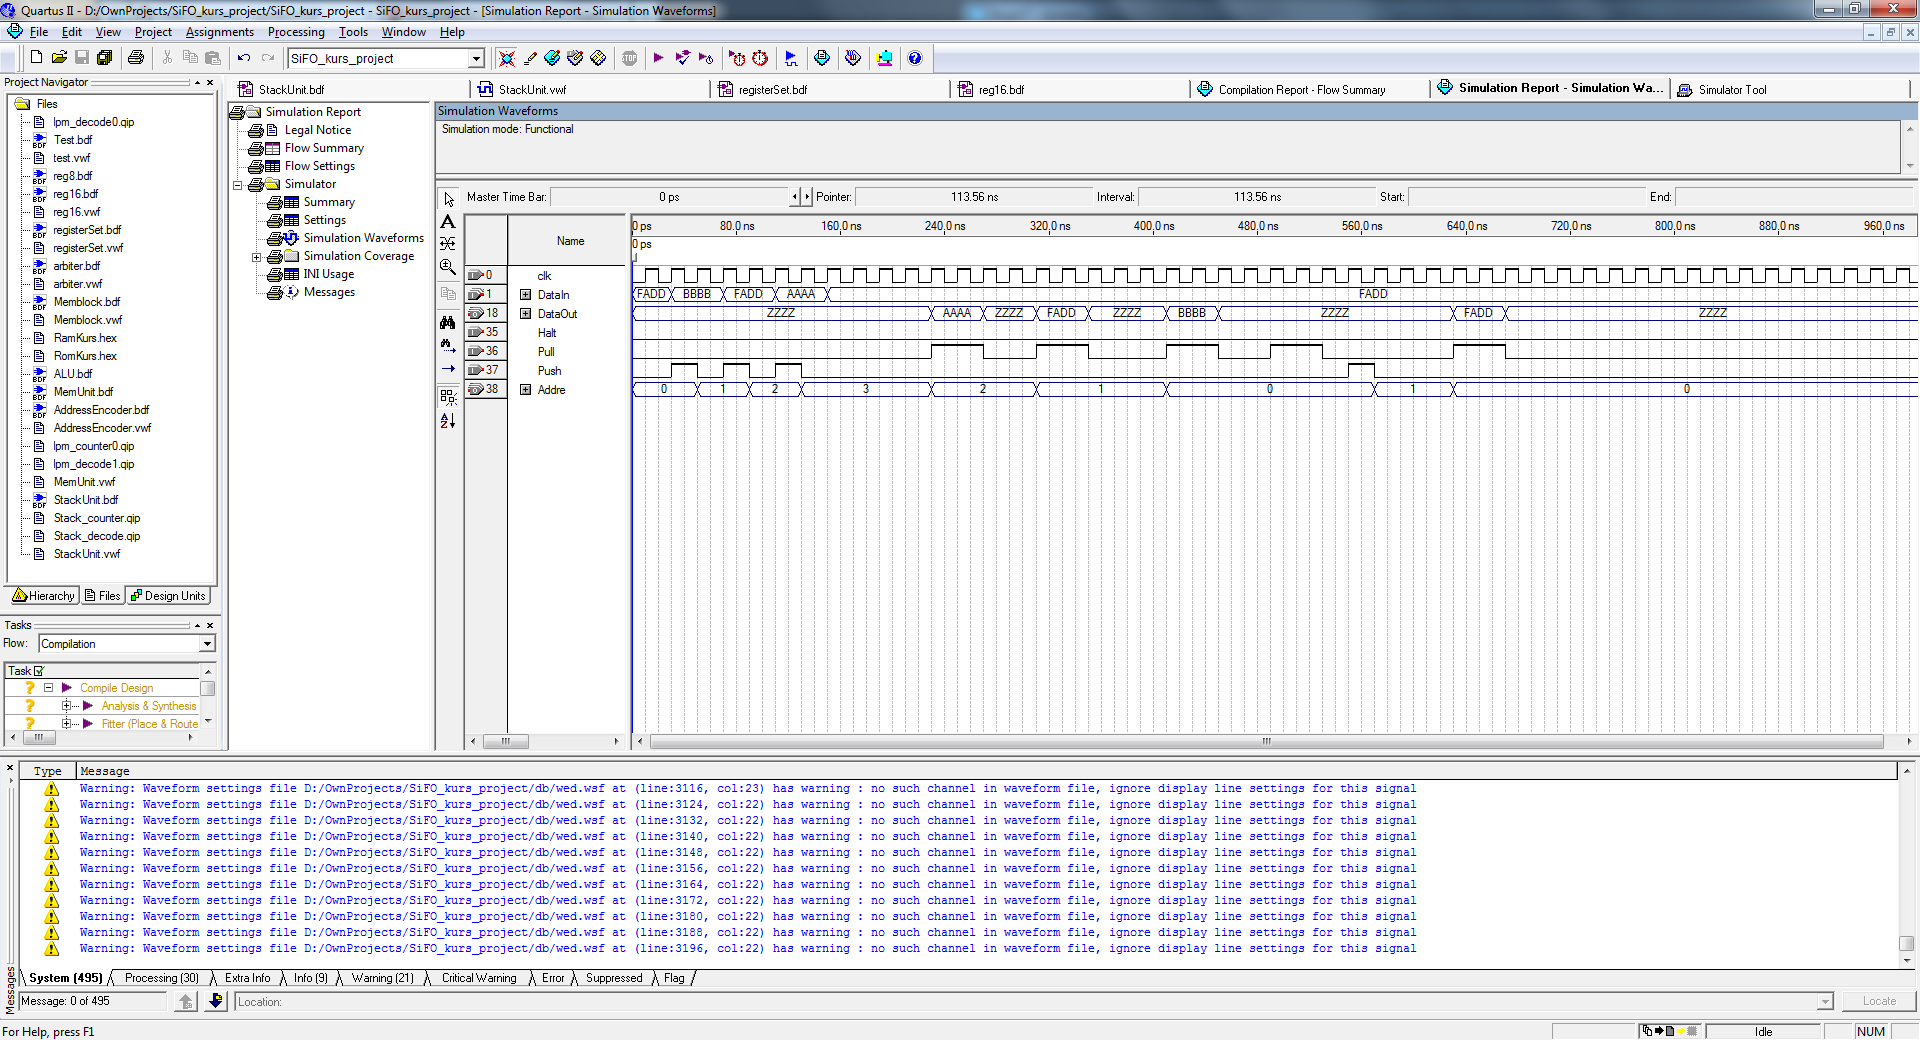 Quartus II - D:/OwnProjects/SiFO_kurs_project/SiFO_kurs_project - SiFO_kurs_project - [Simulation Report - Simulation Waveforms]
File Edit View Project Assignments Processing Tools Window Help
SiFO_kurs_project
STOP
Project Navigator
Files
lpm_decode0.qip
Test.bdf
test.vwf
reg8.bdf
reg16.bdf
reg16.vwf
registerSet.bdf
registerSet.vwf
arbiter.bdf
arbiter.vwf
Memblock.bdf
Memblock.vwf
RamKurs.hex
RomKurs.hex
ALU.bdf
MemUnit.bdf
AddressEncoder.bdf
AddressEncoder.vwf
lpm_counter0.qip
lpm_decode1.qip
MemUnit.vwf
StackUnit.bdf
Stack_counter.qip
Stack_decode.qip
StackUnit.vwf
Hierarchy Files Design Units
Tasks
Flow: Compilation
Task
Compile Design
Analysis & Synthesis
Fitter (Place & Route
StackUnit.bdf StackUnit.vwf registerSet.bdf reg16.bdf Compilation Report - Flow Summary Simulation Report - Simulation Wa... Simulator Tool
Simulation Report
Legal Notice
Flow Summary
Flow Settings
Simulator
Summary
Settings
Simulation Waveforms
Simulation Coverage
INI Usage
Messages
Simulation Waveforms
Simulation mode: Functional
Master Time Bar: 0 ps Pointer: 113.56 ns Interval: 113.56 ns Start: End:
Name
0 ps 80.0 ns 160.0 ns 240.0 ns 320.0 ns 400.0 ns 480.0 ns 560.0 ns 640.0 ns 720.0 ns 800.0 ns 960.0 ns
0 ps
0 clk
1 DataIn FADD BBBB FADD AAAA FADD
18 DataOut ZZZZ AAAA ZZZZ FADD ZZZZ BBBB ZZZZ FADD ZZZZ
35 Halt
36 Pull
37 Push
38 Addre 0 1 2 3 2 1 0 1 0
Type Message
Warning: Waveform settings file D:/OwnProjects/SiFO_kurs_project/db/wed.wsf at (line:3116, col:23) has warning : no such channel in waveform file, ignore display line settings for this signal
Warning: Waveform settings file D:/OwnProjects/SiFO_kurs_project/db/wed.wsf at (line:3124, col:22) has warning : no such channel in waveform file, ignore display line settings for this signal
Warning: Waveform settings file D:/OwnProjects/SiFO_kurs_project/db/wed.wsf at (line:3132, col:22) has warning : no such channel in waveform file, ignore display line settings for this signal
Warning: Waveform settings file D:/OwnProjects/SiFO_kurs_project/db/wed.wsf at (line:3140, col:22) has warning : no such channel in waveform file, ignore display line settings for this signal
Warning: Waveform settings file D:/OwnProjects/SiFO_kurs_project/db/wed.wsf at (line:3148, col:22) has warning : no such channel in waveform file, ignore display line settings for this signal
Warning: Waveform settings file D:/OwnProjects/SiFO_kurs_project/db/wed.wsf at (line:3156, col:22) has warning : no such channel in waveform file, ignore display line settings for this signal
Warning: Waveform settings file D:/OwnProjects/SiFO_kurs_project/db/wed.wsf at (line:3164, col:22) has warning : no such channel in waveform file, ignore display line settings for this signal
Warning: Waveform settings file D:/OwnProjects/SiFO_kurs_project/db/wed.wsf at (line:3172, col:22) has warning : no such channel in waveform file, ignore display line settings for this signal
Warning: Waveform settings file D:/OwnProjects/SiFO_kurs_project/db/wed.wsf at (line:3180, col:22) has warning : no such channel in waveform file, ignore display line settings for this signal
Warning: Waveform settings file D:/OwnProjects/SiFO_kurs_project/db/wed.wsf at (line:3188, col:22) has warning : no such channel in waveform file, ignore display line settings for this signal
Warning: Waveform settings file D:/OwnProjects/SiFO_kurs_project/db/wed.wsf at (line:3196, col:22) has warning : no such channel in waveform file, ignore display line settings for this signal
Messages
System (495) Processing (30) Extra Info Info (9) Warning (21) Critical Warning Error Suppressed Flag
Message: 0 of 495 Location: Locate
For Help, press F1 Idle NUM